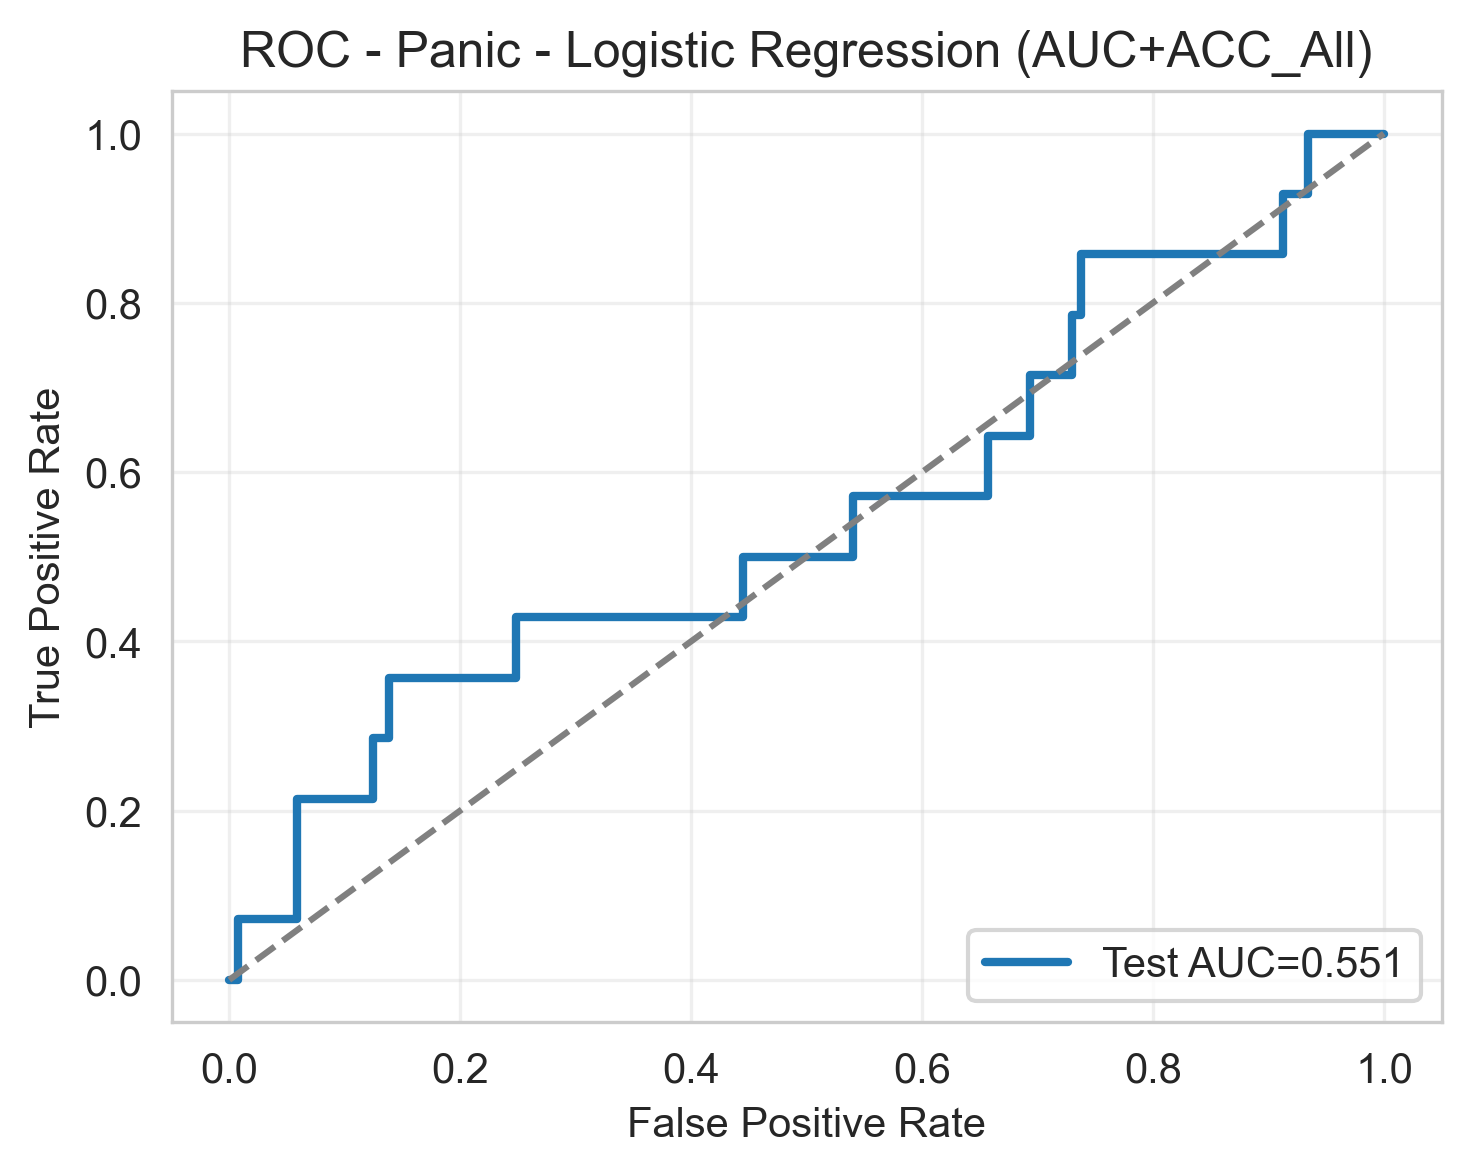 ROC - Panic - Logistic Regression (AUC+ACC_All)
1.0
0.8
0.6
0.4
0.2
0.0
True Positive Rate
Test AUC=0.551
0.0 0.2 0.4 0.6 0.8 1.0
False Positive Rate